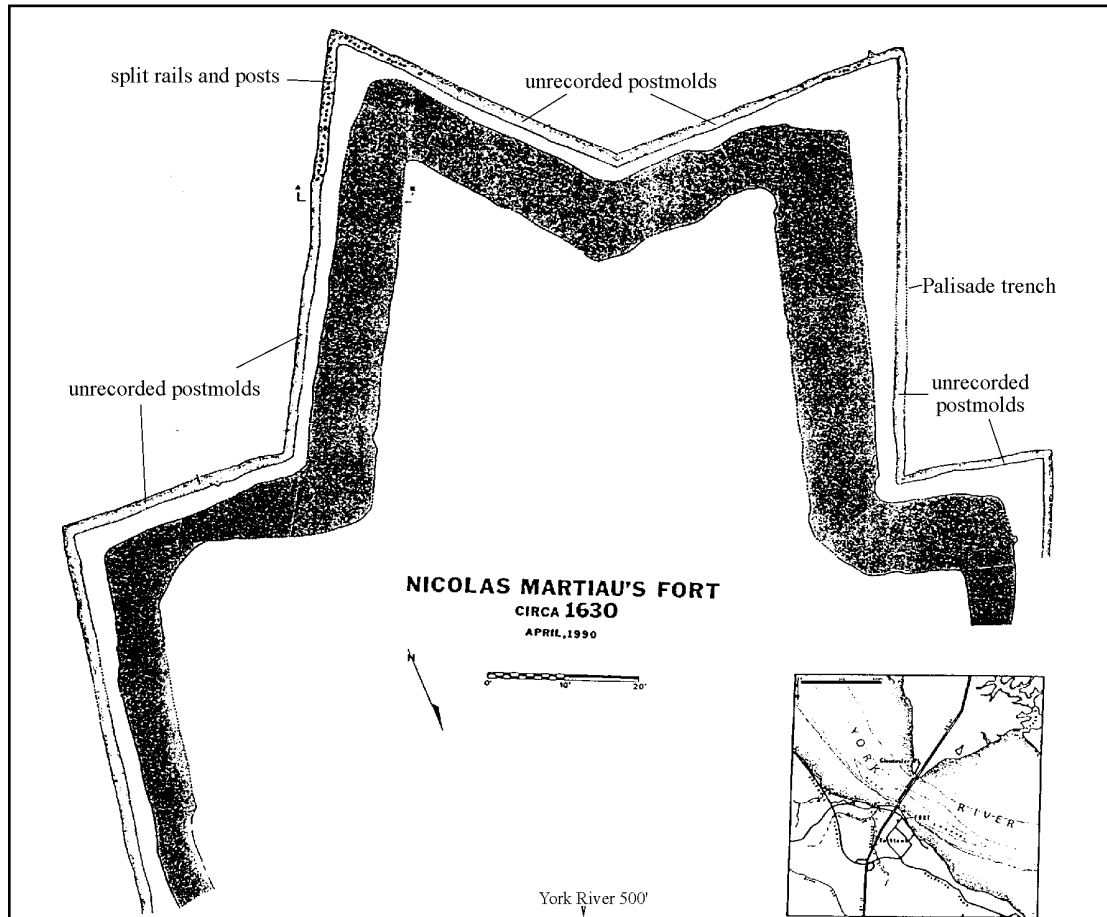 split rails and posts
unrecorded postmolds
Palisade trench
unrecorded postmolds
unrecorded
postmolds
NICOLAS MARTIAU'S FORT
CIRCA 1630
APRIL, 1990
N
0' 10' 20'
YORK
RIVER
York River 500'